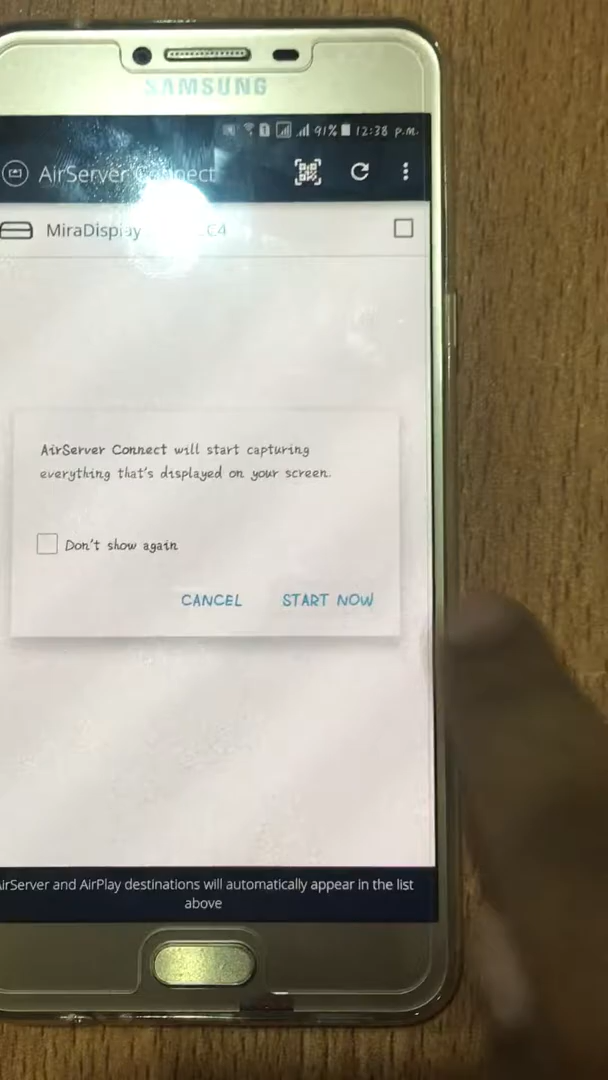 SAMSUNG
91% 12:38 P.M.
AirServer Connect
MiraDisplay
AirServer Connect will start capturing
everything that's displayed on your screen.
Don't show again
CANCEL START NOW
AirServer and AirPlay destinations will automatically appear in the list
above